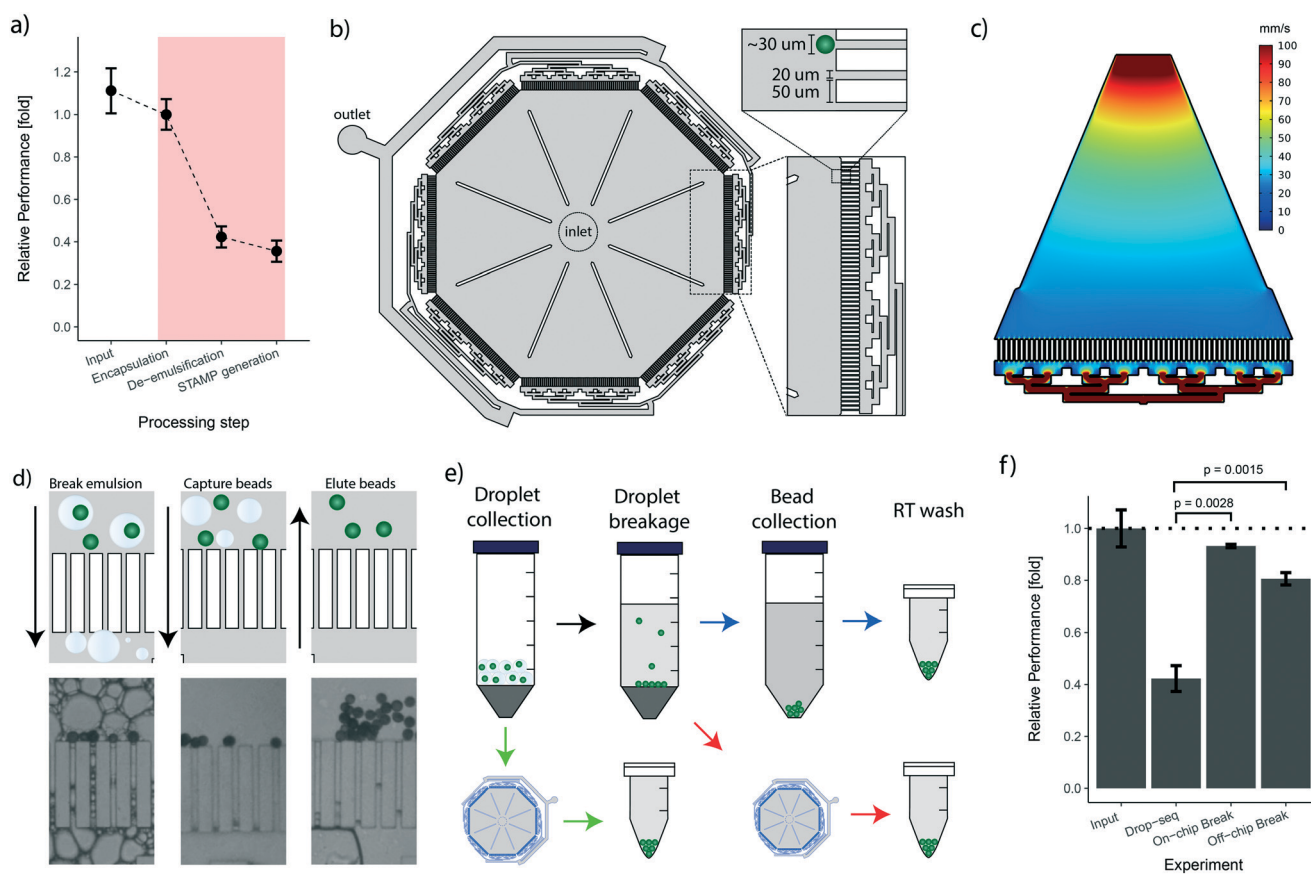 a)
Relative Performance [fold]
1.2
1.0
0.8
0.6
0.4
0.2
0.0
Input
Encapsulation
De-emulsification
STAMP generation
Processing step
b)
outlet
inlet
~30 um
20 um
50 um
c)
mm/s
100
90
80
70
60
50
40
30
20
10
0
d)
Break emulsion
Capture beads
Elute beads
e)
Droplet
collection
Droplet
breakage
Bead
collection
RT wash
f)
p = 0.0015
p = 0.0028
Relative Performance [fold]
1.0
0.8
0.6
0.4
0.2
0.0
Input
Drop-seq
On-chip Break
Off-chip Break
Experiment